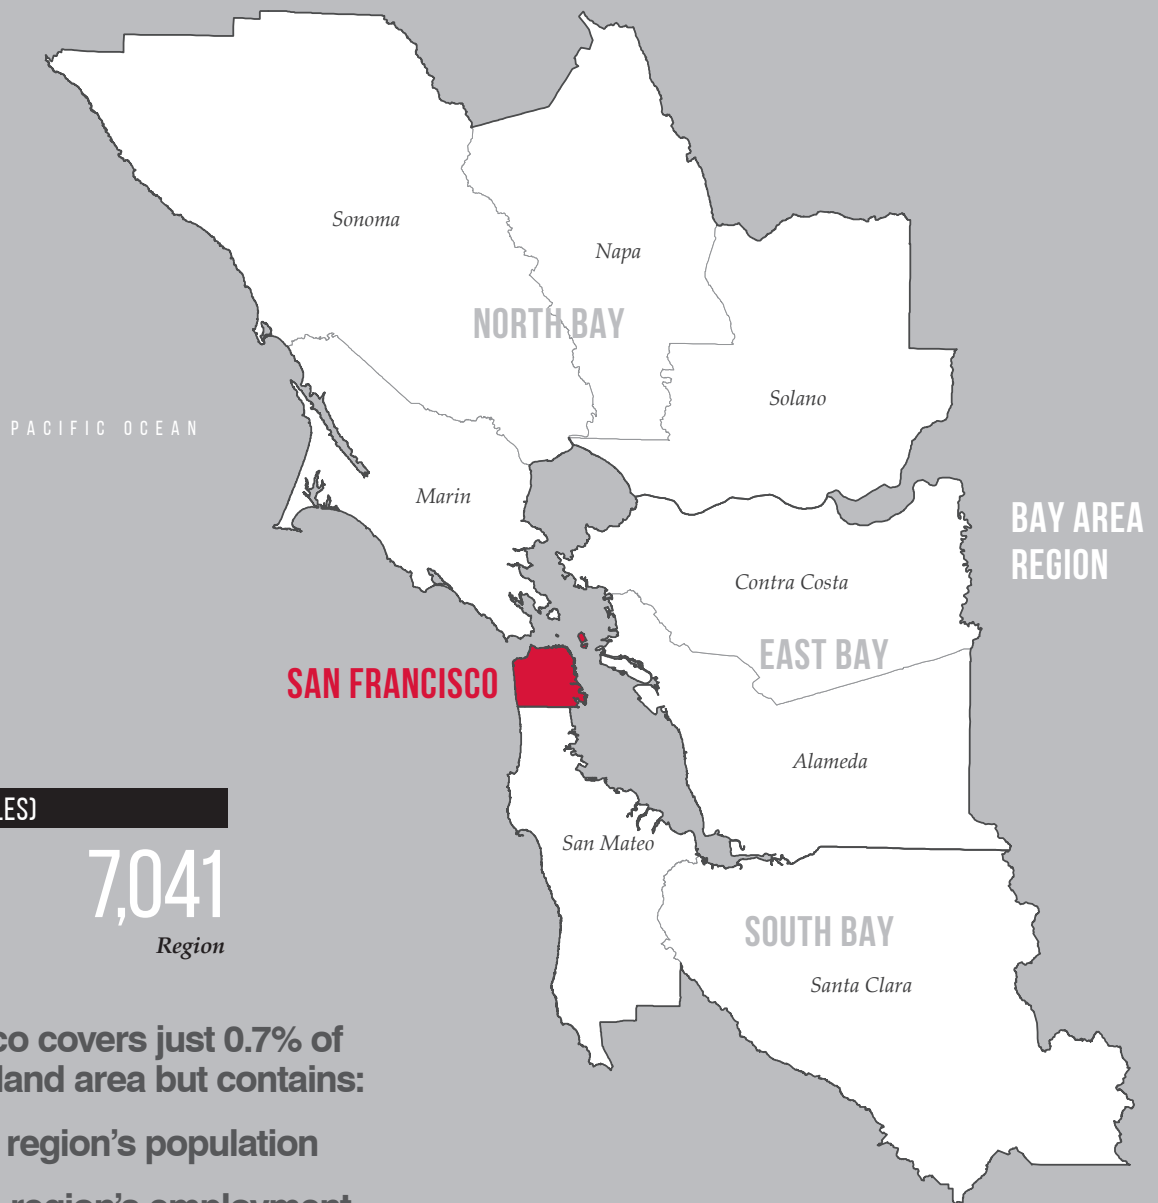 Sonoma
Napa
NORTH BAY
Solano
PACIFIC OCEAN
Marin
BAY AREA
REGION
Contra Costa
EAST BAY
SAN FRANCISCO
Alameda
LES)
San Mateo
7,041
Region
SOUTH BAY
Santa Clara
co covers just 0.7% of
land area but contains:
region's population
region's employment